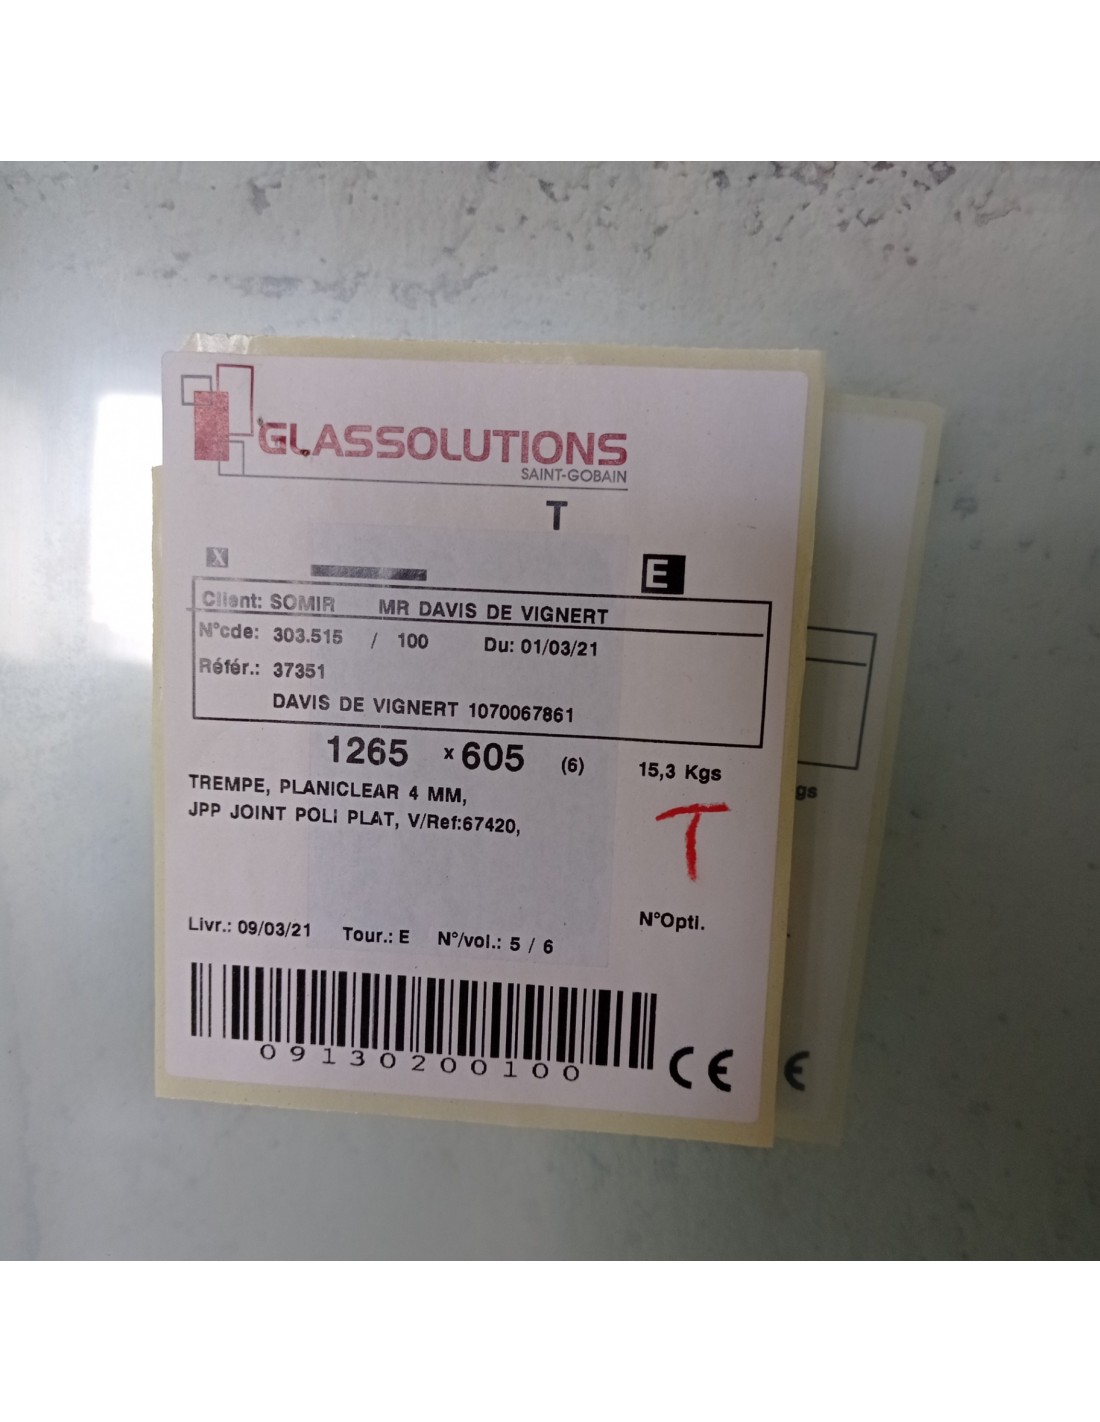 GLASSOLUTIONS
SAINT-GOBAIN
T
X
E
Client: SOMIR MR DAVIS DE VIGNERT
N°cde: 303.515 / 100 Du: 01/03/21
Référ.: 37351
DAVIS DE VIGNERT 1070067861
1265 x 605 (6) 15,3 Kgs
gs
TREMPE, PLANICLEAR 4 MM,
JPP JOINT POLI PLAT, V/Ref:67420,
T
N°Opti.
Livr.: 09/03/21 Tour.: E N°/vol.: 5 / 6
09130200100
CE
E